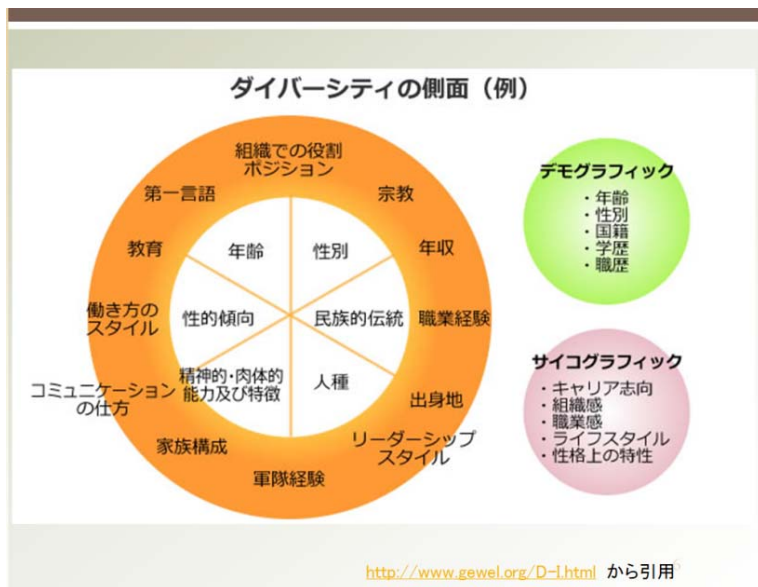 ダイバーシティの側面（例）
組織での役割
ポジション
第一言語
宗教
教育
年収
働き方の
スタイル
職業経験
コミュニケーション
の仕方
出身地
家族構成
リーダーシップ
スタイル
軍隊経験
年齢
性別
性的傾向
民族的伝統
精神的・肉体的
能力及び特徴
人種
デモグラフィック
・年齢
・性別
・国籍
・学歴
・職歴
サイコグラフィック
・キャリア志向
・組織感
・職業感
・ライフスタイル
・性格上の特性
http://www.gewel.org/D-I.html から引用
6